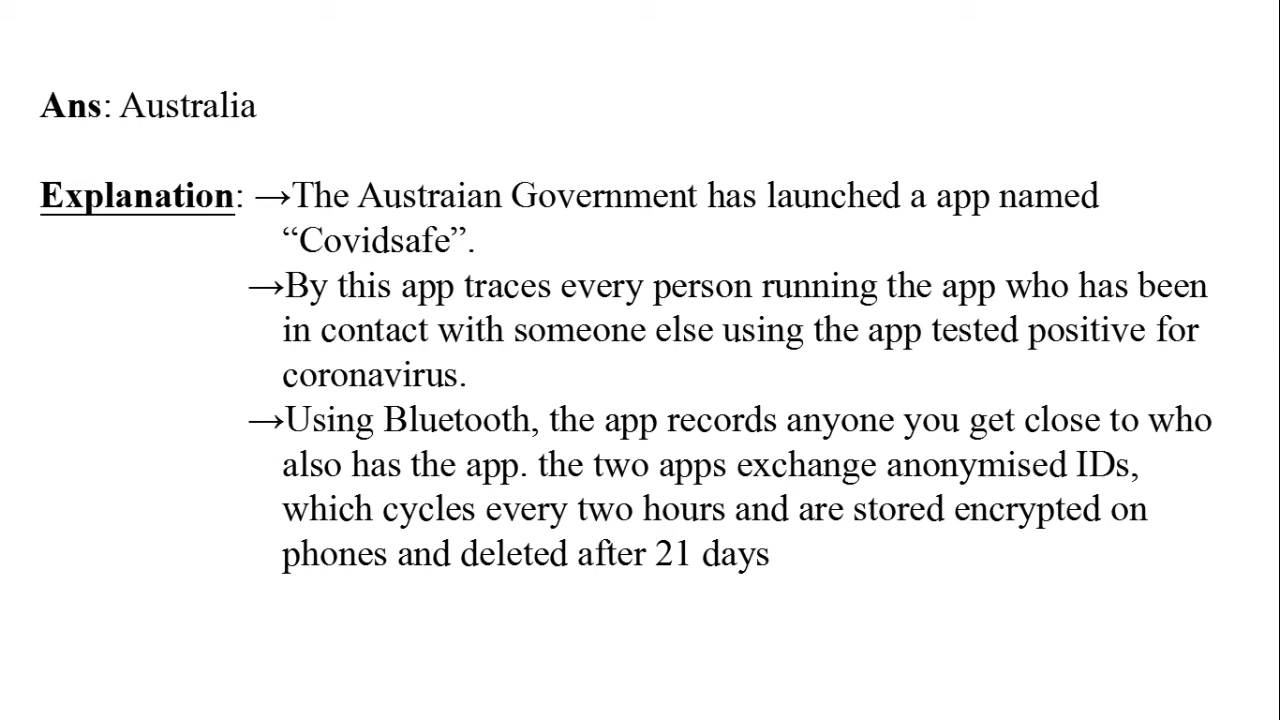 Ans: Australia
Explanation: →The Austraian Government has launched a app named
“Covidsafe”.
→By this app traces every person running the app who has been
in contact with someone else using the app tested positive for
coronavirus.
→Using Bluetooth, the app records anyone you get close to who
also has the app. the two apps exchange anonymised IDs,
which cycles every two hours and are stored encrypted on
phones and deleted after 21 days